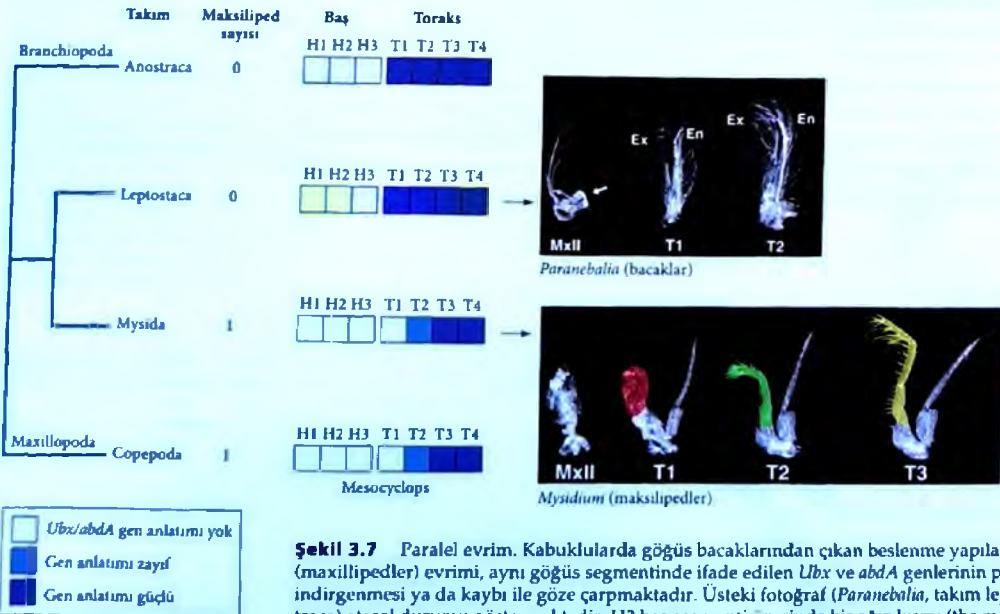 Takım Maksiliped sayısı Baş Toraks
Branchiopoda
Anostraca 0
H1 H2 H3 T1 T2 T3 T4
Leptostaca 0
H1 H2 H3 T1 T2 T3 T4
Ex En Ex En
MxII T1 T2
Paranebalia (bacaklar)
Mysida 1
H1 H2 H3 T1 T2 T3 T4
MxII T1 T2 T3
Mysidium (maksilipedler)
Maxillopoda
Copepoda 1
H1 H2 H3 T1 T2 T3 T4
Mesocyclops
Ubx/abdA gen anlatımı yok
Gen anlatımı zayıf
Gen anlatımı güçlü
Şekil 3.7 Paralel evrim. Kabuklularda göğüs bacaklarından çıkan beslenme yapıla
(maxillipedler) evrimi, aynı göğüs segmentinde ifade edilen Ubx ve abdA genlerinin p
indirgenmesi ya da kaybı ile göze çarpmaktadır. Üsteki fotoğraf (Paranebalia, takım le